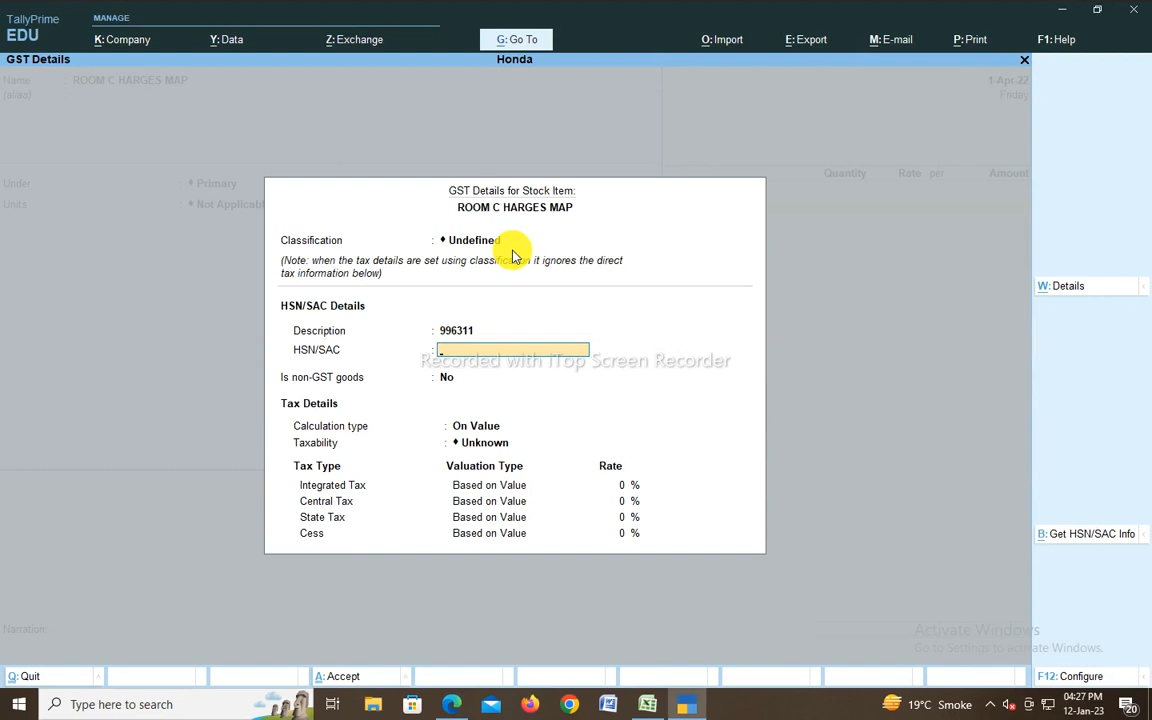 TallyPrime
EDU
MANAGE
K: Company
Y: Data
Z: Exchange
G: Go To
O: Import
E: Export
M: E-mail
P: Print
F1: Help
GST Details
Honda
Name : ROOM C HARGES MAP
(alias)
1-Apr-22
Friday
Quantity Rate per Amount
Under : ♦ Primary
Units : ♦ Not Applicab
GST Details for Stock Item:
ROOM C HARGES MAP
Classification : ♦ Undefined
(Note: when the tax details are set using classification it ignores the direct
tax information below)
HSN/SAC Details
Description : 996311
HSN/SAC :
Is non-GST goods : No
Tax Details
Calculation type : On Value
Taxability : ♦ Unknown
Tax Type Valuation Type Rate
Integrated Tax Based on Value 0 %
Central Tax Based on Value 0 %
State Tax Based on Value 0 %
Cess Based on Value 0 %
Recorded with iTop Screen Recorder
W: Details
B: Get HSN/SAC Info
Narration:
Activate Windows
Go to Settings to activate Windows.
Q: Quit
A: Accept
F12: Configure
Type here to search
19°C Smoke
04:27 PM
12-Jan-23
20